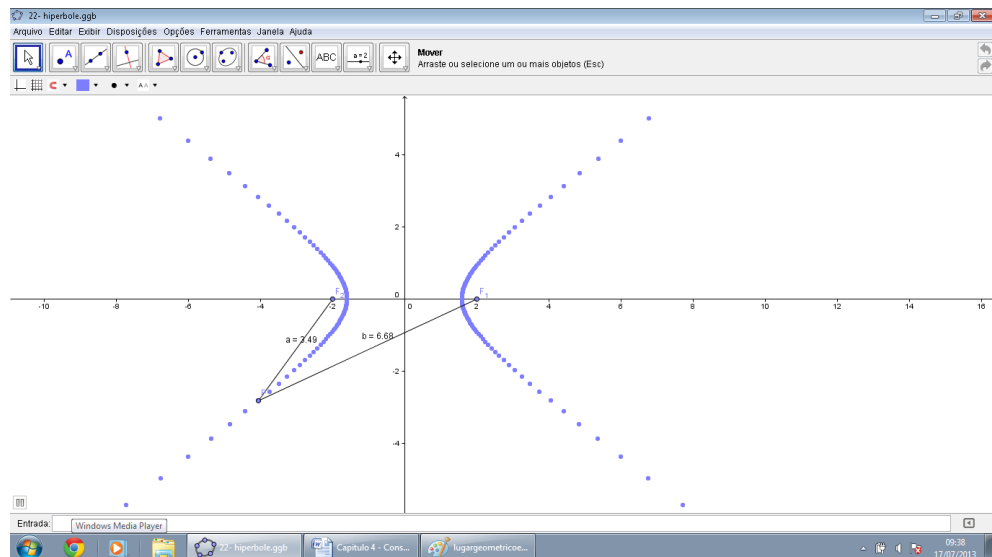 22- hiperbole.ggb
Arquivo Editar Exibir Disposições Opções Ferramentas Janela Ajuda
A
ABC
a = 2
Mover
Arraste ou selecione um ou mais objetos (Esc)
A A
4
2
0
-2
-4
-10 -8 -6 -4 -2 0 2 4 6 8 10 12 14 16
F2
F1
a = 3.49
b = 6.68
Entrada:
Windows Media Player
22- hiperbole.ggb
Capitulo 4 - Cons...
lugargeometricoe...
09:38
17/07/2013